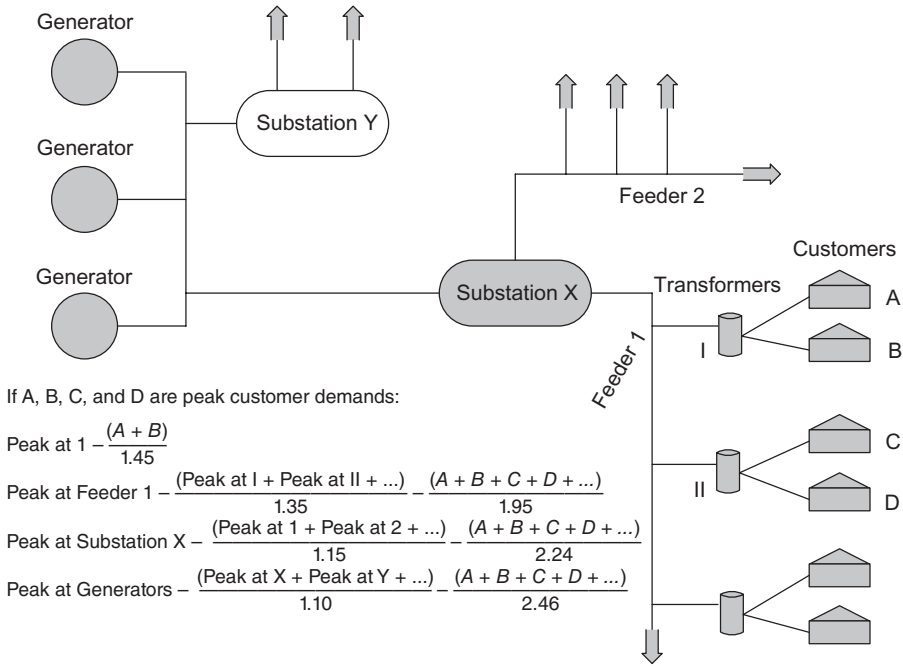 Generator
Substation Y
Generator
Feeder 2
Generator
Customers
Substation X
Transformers
A
I
B
Feeder 1
C
II
D
If A, B, C, and D are peak customer demands:
Peak at 1 – (A + B) / 1.45
Peak at Feeder 1 – (Peak at I + Peak at II + ...) / 1.35 – (A + B + C + D + ...) / 1.95
Peak at Substation X – (Peak at 1 + Peak at 2 + ...) / 1.15 – (A + B + C + D + ...) / 2.24
Peak at Generators – (Peak at X + Peak at Y + ...) / 1.10 – (A + B + C + D + ...) / 2.46